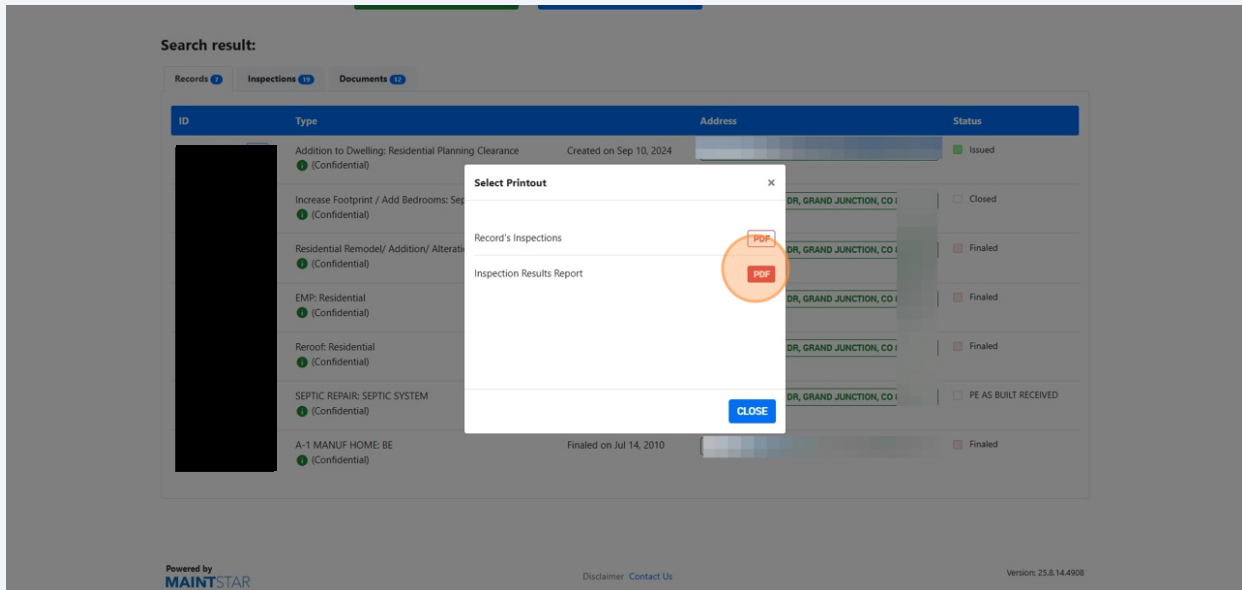 Search result:
Records 7 Inspections 19 Documents 12
ID Type Address Status
Addition to Dwelling: Residential Planning Clearance Created on Sep 10, 2024 Issued
(Confidential)
Select Printout ×
Increase Footprint / Add Bedrooms: Sep DR, GRAND JUNCTION, CO Closed
(Confidential)
Record's Inspections PDF
Residential Remodel/ Addition/ Alterati DR, GRAND JUNCTION, CO Finaled
(Confidential)
Inspection Results Report PDF
EMP: Residential DR, GRAND JUNCTION, CO Finaled
(Confidential)
Reroof: Residential DR, GRAND JUNCTION, CO Finaled
(Confidential)
SEPTIC REPAIR: SEPTIC SYSTEM DR, GRAND JUNCTION, CO PE AS BUILT RECEIVED
(Confidential)
CLOSE
A-1 MANUF HOME: BE Finaled on Jul 14, 2010 Finaled
(Confidential)
Powered by
MAINTSTAR
Disclaimer Contact Us
Version: 25.8.14.4908